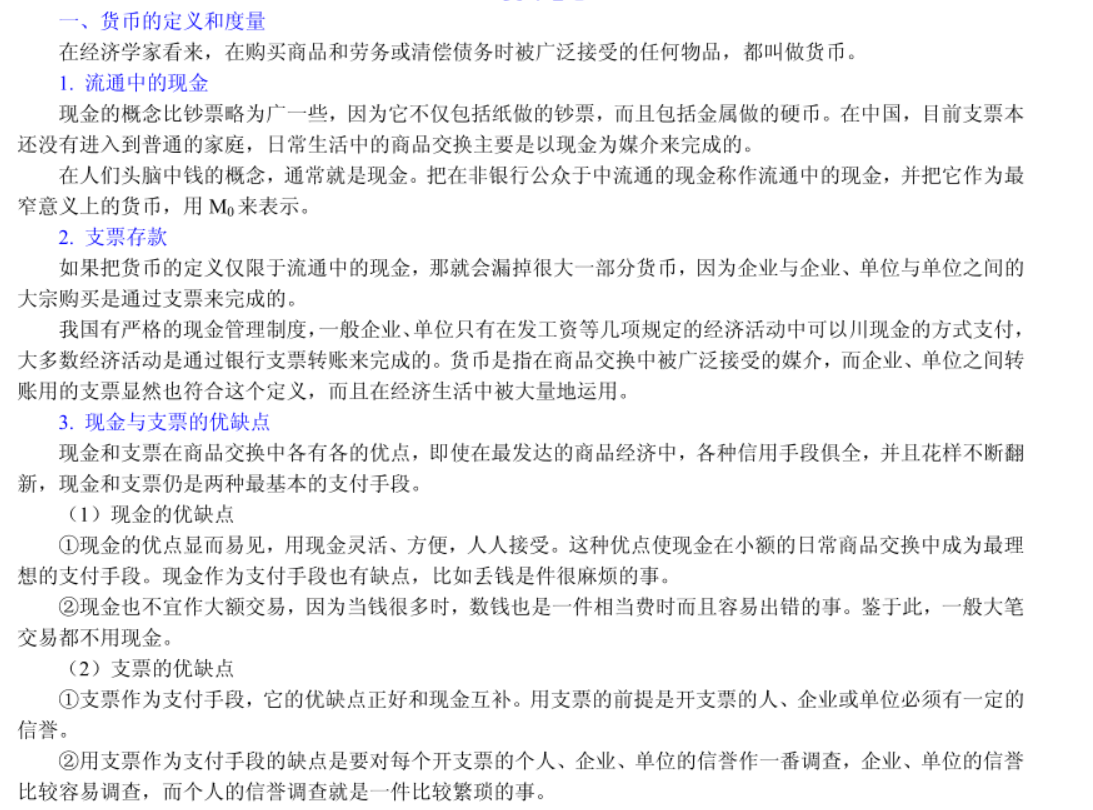 一、货币的定义和度量
在经济学家看来，在购买商品和劳务或清偿债务时被广泛接受的任何物品，都叫做货币。
1. 流通中的现金
现金的概念比钞票略为广一些，因为它不仅包括纸做的钞票，而且包括金属做的硬币。在中国，目前支票本
还没有进入到普通的家庭，日常生活中的商品交换主要是以现金为媒介来完成的。
在人们头脑中钱的概念，通常就是现金。把在非银行公众于中流通的现金称作流通中的现金，并把它作为最
窄意义上的货币，用 M₀ 来表示。
2. 支票存款
如果把货币的定义仅限于流通中的现金，那就会漏掉很大一部分货币，因为企业与企业、单位与单位之间的
大宗购买是通过支票来完成的。
我国有严格的现金管理制度，一般企业、单位只有在发工资等几项规定的经济活动中可以川现金的方式支付，
大多数经济活动是通过银行支票转账来完成的。货币是指在商品交换中被广泛接受的媒介，而企业、单位之间转
账用的支票显然也符合这个定义，而且在经济生活中被大量地运用。
3. 现金与支票的优缺点
现金和支票在商品交换中各有各的优点，即使在最发达的商品经济中，各种信用手段俱全，并且花样不断翻
新，现金和支票仍是两种最基本的支付手段。
（1）现金的优缺点
①现金的优点显而易见，用现金灵活、方便，人人接受。这种优点使现金在小额的日常商品交换中成为最理
想的支付手段。现金作为支付手段也有缺点，比如丢钱是件很麻烦的事。
②现金也不宜作大额交易，因为当钱很多时，数钱也是一件相当费时而且容易出错的事。鉴于此，一般大笔
交易都不用现金。
（2）支票的优缺点
①支票作为支付手段，它的优缺点正好和现金互补。用支票的前提是开支票的人、企业或单位必须有一定的
信誉。
②用支票作为支付手段的缺点是要对每个开支票的个人、企业、单位的信誉作一番调查，企业、单位的信誉
比较容易调查，而个人的信誉调查就是一件比较繁琐的事。